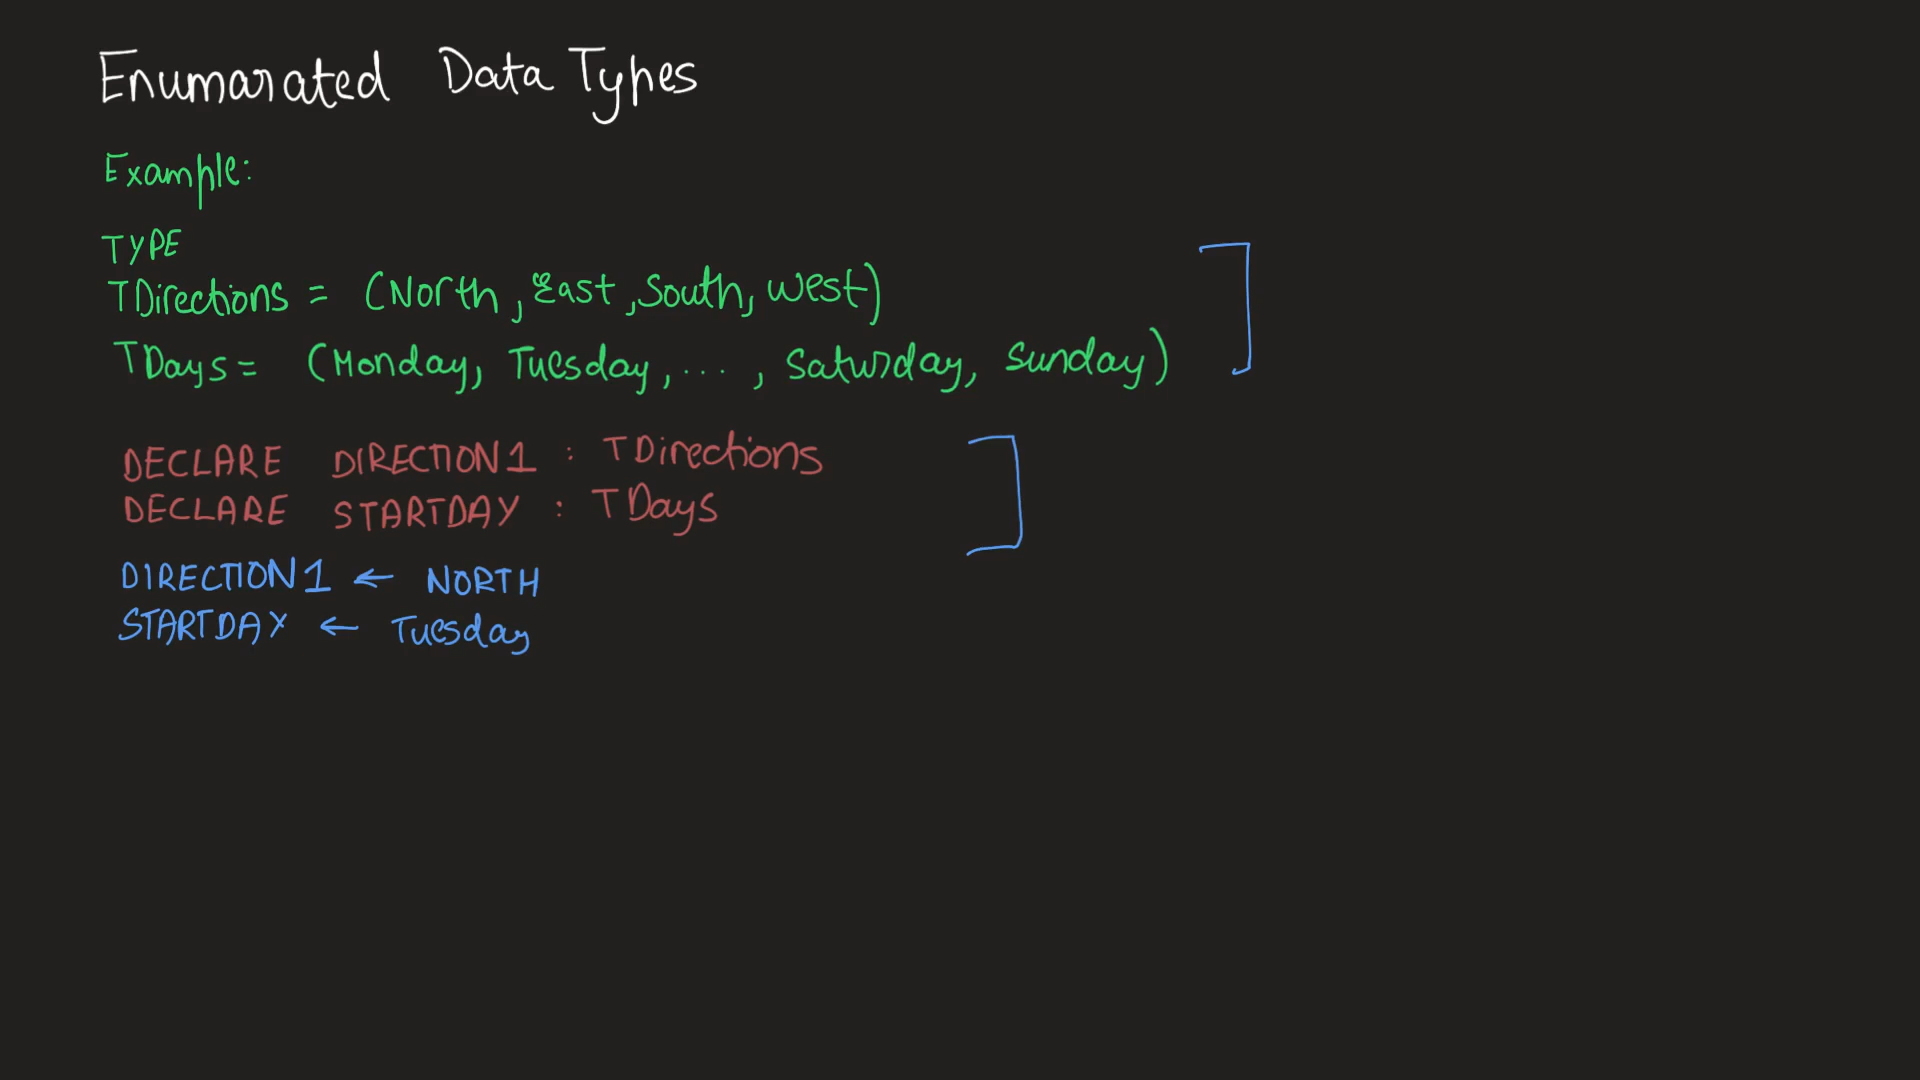 Enumarated Data Types
Example:
TYPE
TDirections = (North, East, South, West)
TDays = (Monday, Tuesday, ..., Saturday, Sunday)
DECLARE DIRECTION1 : TDirections
DECLARE STARTDAY : TDays
DIRECTION1 ← NORTH
STARTDAY ← Tuesday